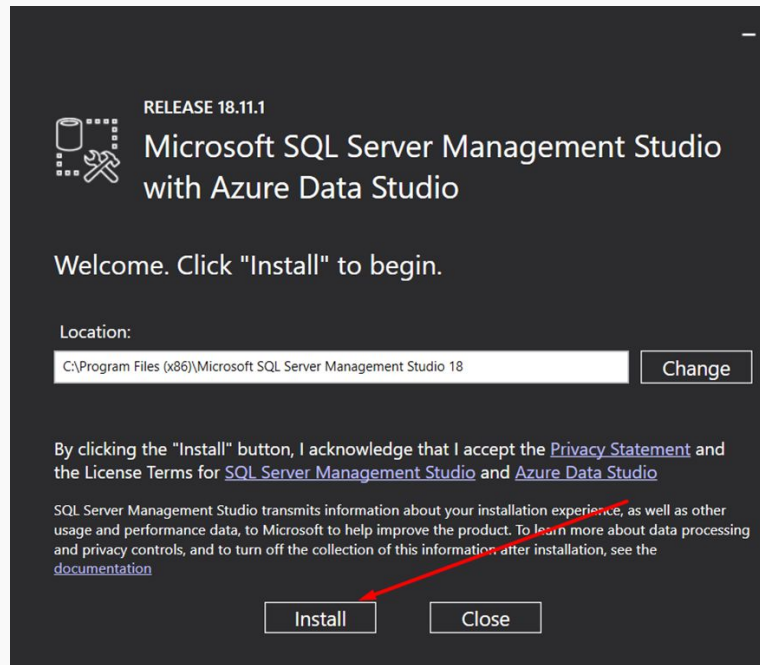 RELEASE 18.11.1
Microsoft SQL Server Management Studio
with Azure Data Studio
Welcome. Click "Install" to begin.
Location:
C:\Program Files (x86)\Microsoft SQL Server Management Studio 18
Change
By clicking the "Install" button, I acknowledge that I accept the Privacy Statement and
the License Terms for SQL Server Management Studio and Azure Data Studio
SQL Server Management Studio transmits information about your installation experience, as well as other
usage and performance data, to Microsoft to help improve the product. To learn more about data processing
and privacy controls, and to turn off the collection of this information after installation, see the
documentation
Install Close